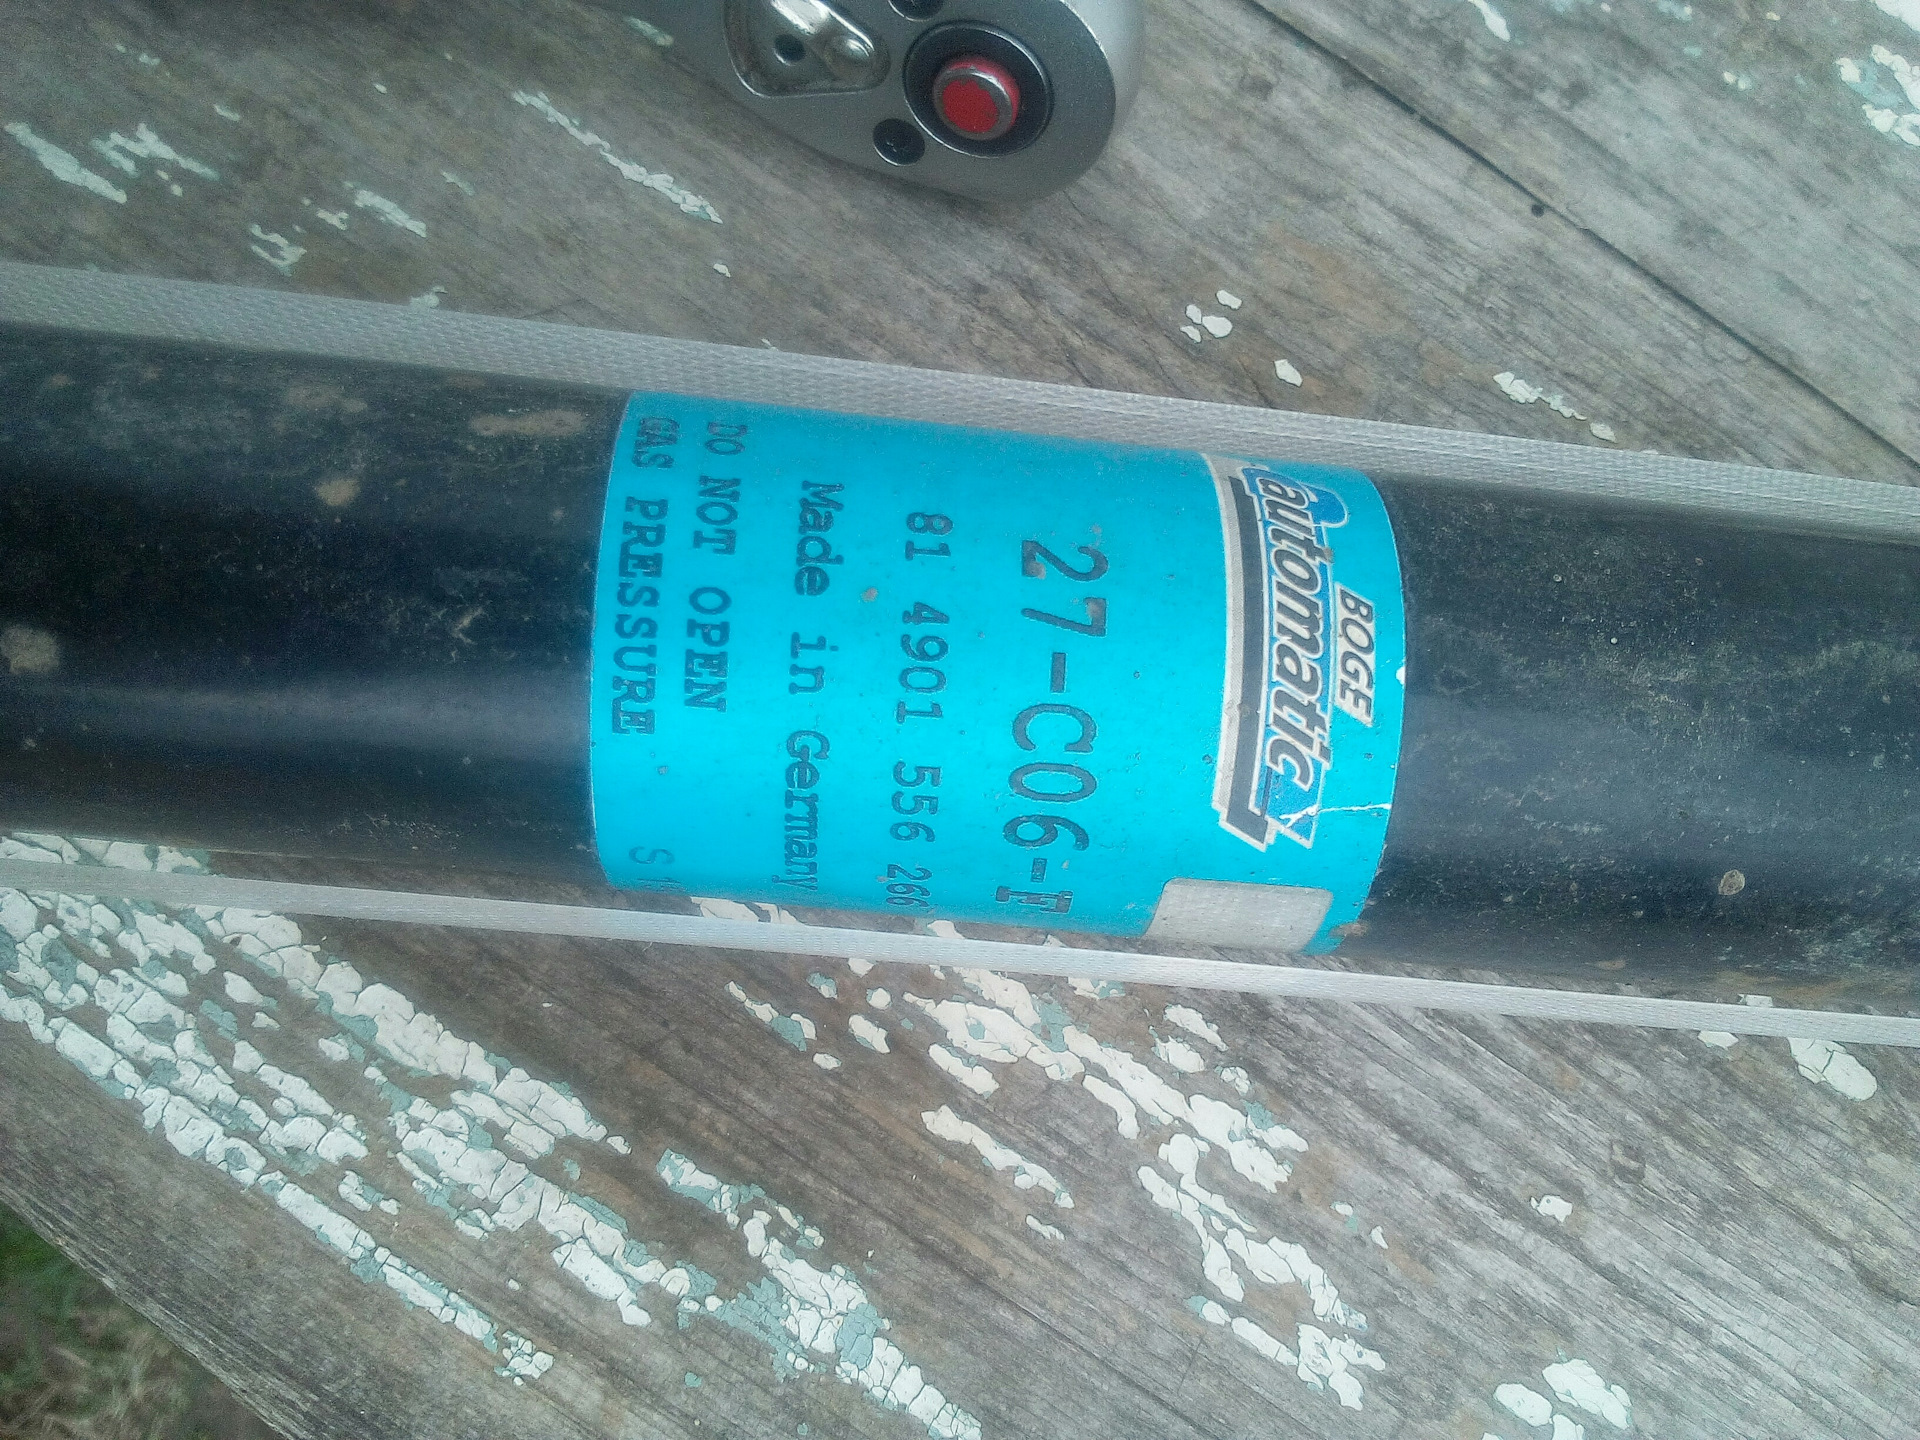 BOGE
automatic
27-C06-F
81 4901 556 266
Made in Germany
DO NOT OPEN
GAS PRESSURE